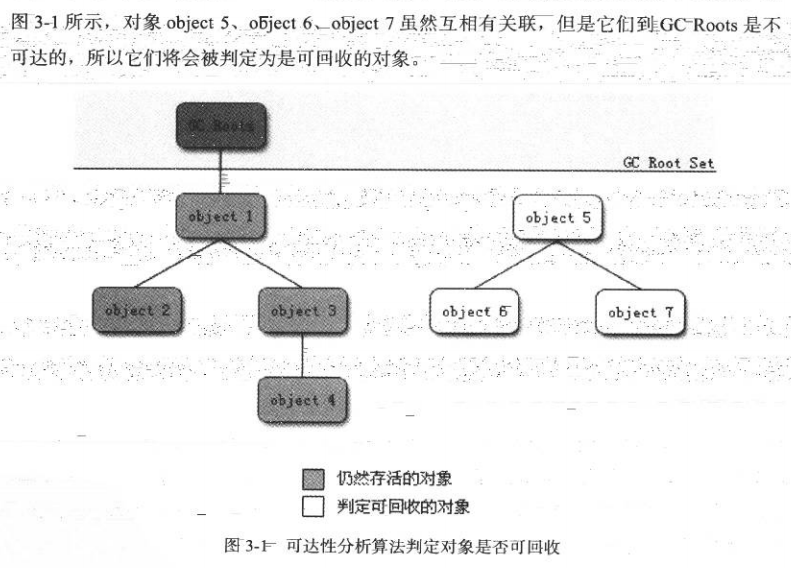 图 3-1 所示，对象 object 5、object 6、object 7 虽然互相有关联，但是它们到 GC Roots 是不
可达的，所以它们将会被判定为是可回收的对象。
GC Roots
GC Root Set
object 1
object 5
object 2
object 3
object 6
object 7
object 4
仍然存活的对象
判定可回收的对象
图 3-1 可达性分析算法判定对象是否可回收